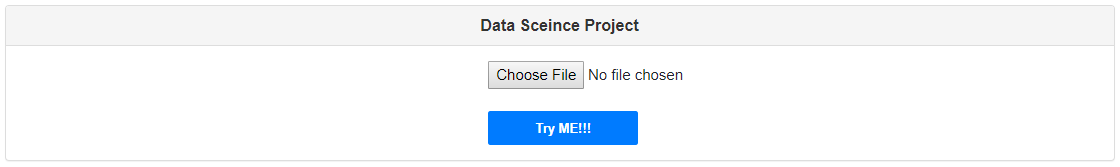 Data Sceince Project
Choose File No file chosen
Try ME!!!